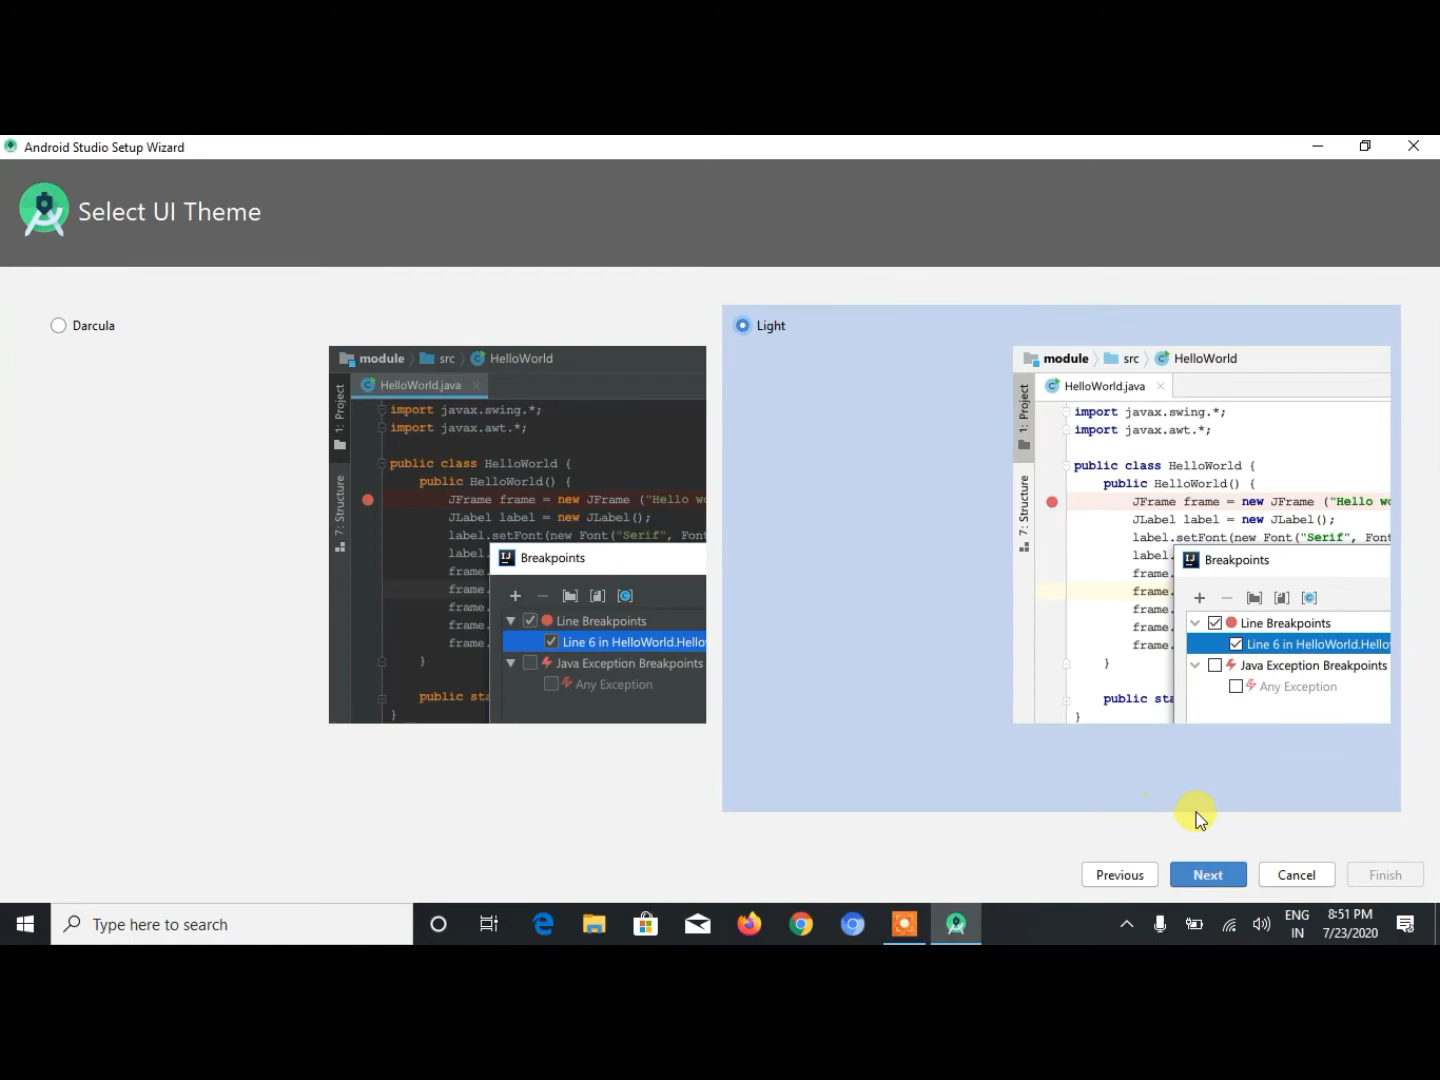 Android Studio Setup Wizard
Select UI Theme
Darcula
module src HelloWorld
HelloWorld.java
1: Project
7: Structure
import javax.swing.*;
import javax.awt.*;
public class HelloWorld {
public HelloWorld() {
JFrame frame = new JFrame ("Hello wo
JLabel label = new JLabel();
label.setFont(new Font("Serif", Font
label.
frame.
frame.
frame.
frame.
frame.
}
public sta
}
Breakpoints
Line Breakpoints
Line 6 in HelloWorld.Hello
Java Exception Breakpoints
Any Exception
Light
module src HelloWorld
HelloWorld.java
1: Project
7: Structure
import javax.swing.*;
import javax.awt.*;
public class HelloWorld {
public HelloWorld() {
JFrame frame = new JFrame ("Hello wo
JLabel label = new JLabel();
label.setFont(new Font("Serif", Font
label.
frame.
frame.
frame.
frame.
frame.
}
public sta
}
Breakpoints
Line Breakpoints
Line 6 in HelloWorld.Hello
Java Exception Breakpoints
Any Exception
Previous Next Cancel Finish
Type here to search
ENG
IN
8:51 PM
7/23/2020